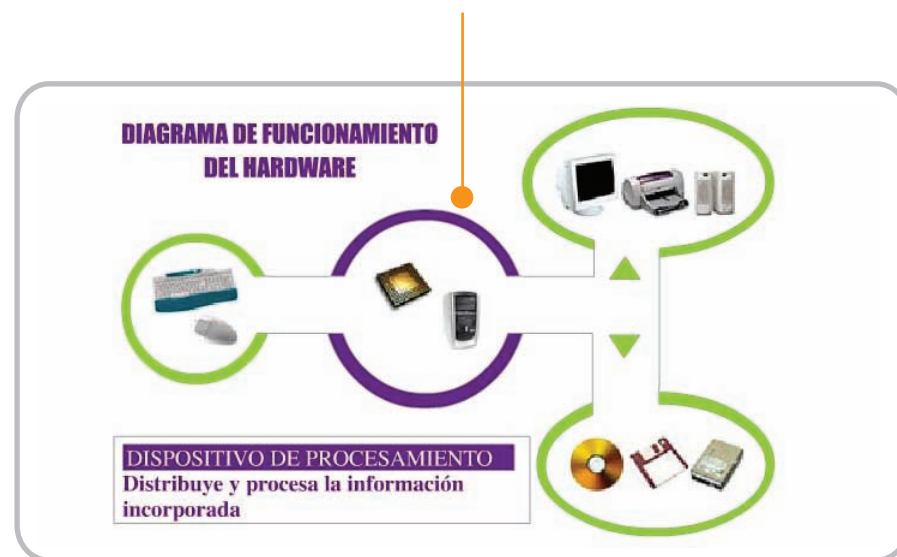 DIAGRAMA DE FUNCIONAMIENTO
DEL HARDWARE
DISPOSITIVO DE PROCESAMIENTO
Distribuye y procesa la información
incorporada